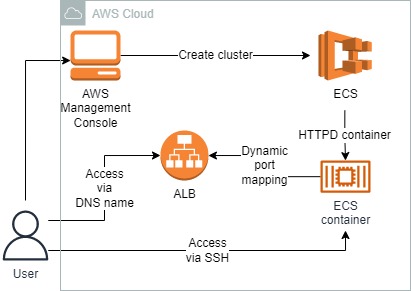 AWS Cloud
AWS
Management
Console
Create cluster
ECS
HTTPD container
Dynamic
port
mapping
ALB
Access
via
DNS name
ECS
container
Access
via SSH
User